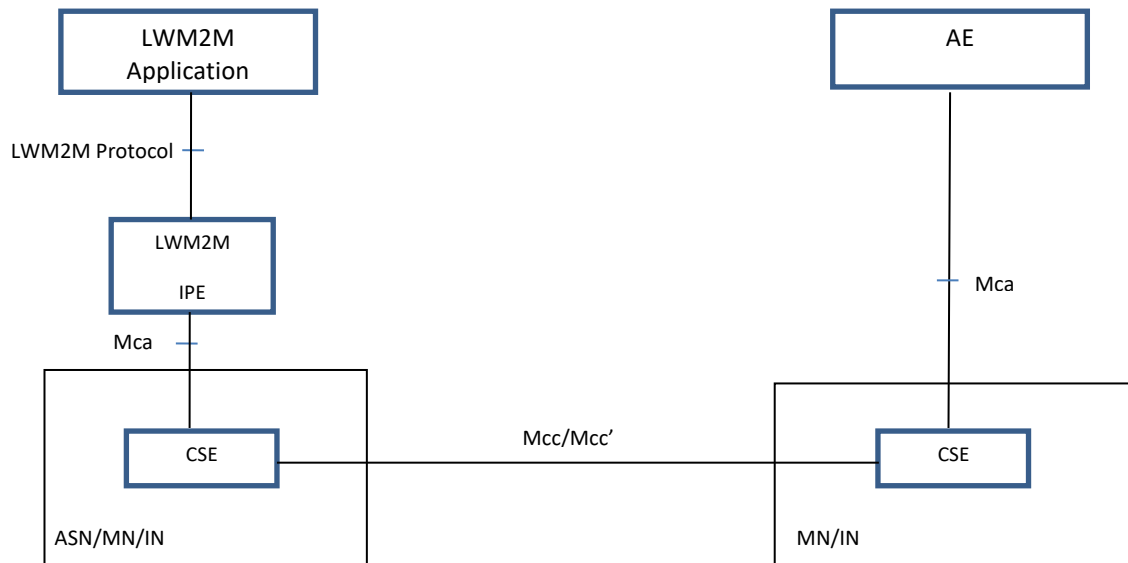 LWM2M
Application
AE
LWM2M Protocol
LWM2M
IPE
Mca
Mca
Mcc/Mcc’
CSE
CSE
ASN/MN/IN
MN/IN